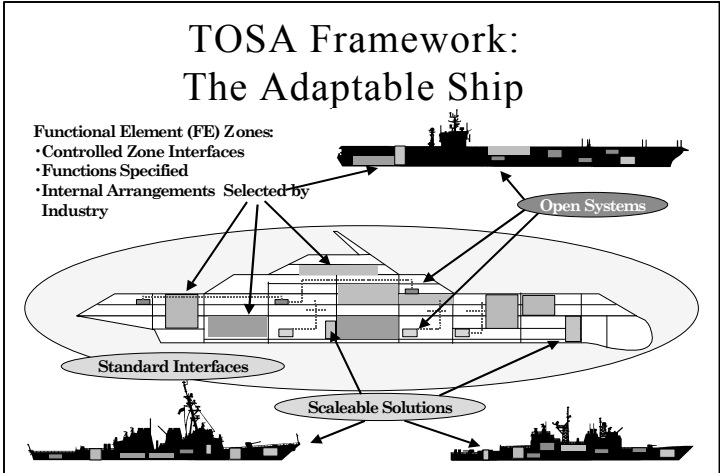 TOSA Framework:
The Adaptable Ship
Functional Element (FE) Zones:
•Controlled Zone Interfaces
•Functions Specified
•Internal Arrangements Selected by
Industry
Open Systems
Standard Interfaces
Scaleable Solutions